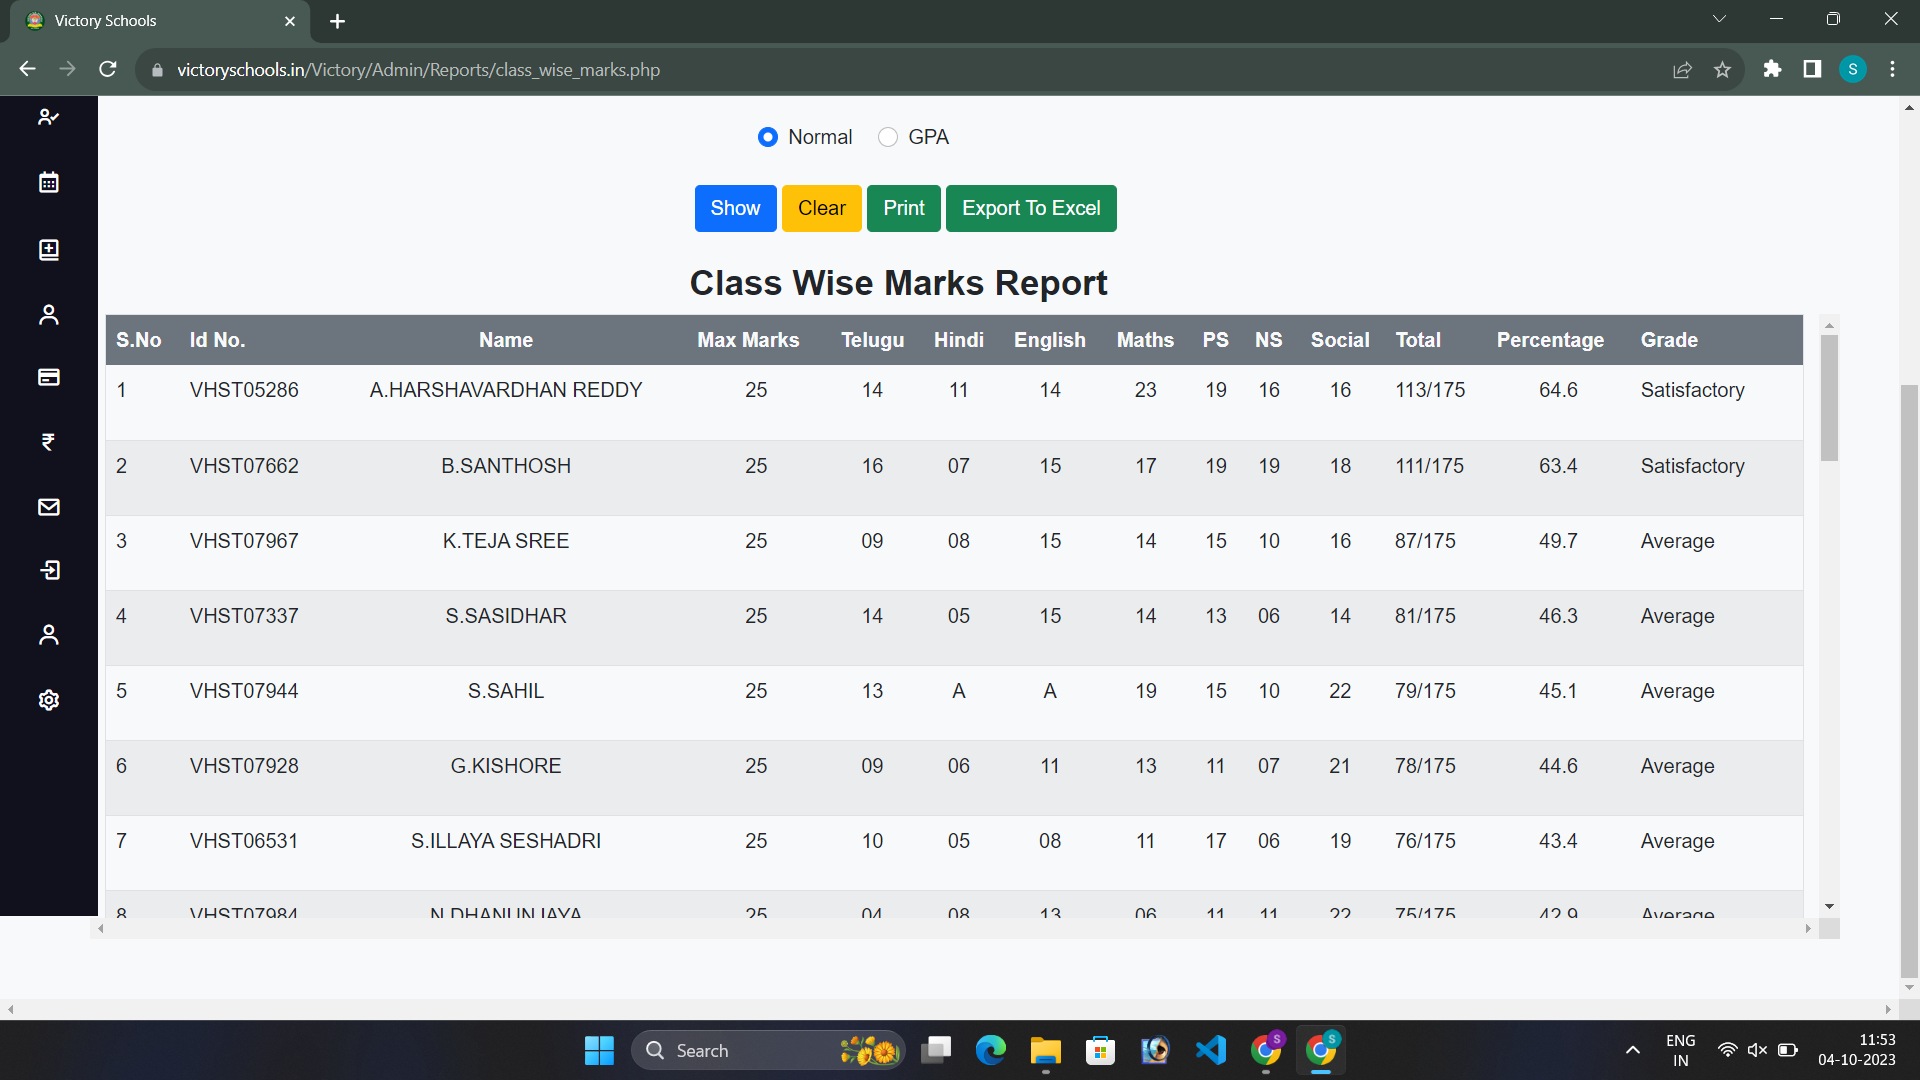 Victory Schools
victoryschools.in/Victory/Admin/Reports/class_wise_marks.php
S
Normal GPA
Show Clear Print Export To Excel
Class Wise Marks Report
S.No Id No. Name Max Marks Telugu Hindi English Maths PS NS Social Total Percentage Grade
1 VHST05286 A.HARSHAVARDHAN REDDY 25 14 11 14 23 19 16 16 113/175 64.6 Satisfactory
2 VHST07662 B.SANTHOSH 25 16 07 15 17 19 19 18 111/175 63.4 Satisfactory
3 VHST07967 K.TEJA SREE 25 09 08 15 14 15 10 16 87/175 49.7 Average
4 VHST07337 S.SASIDHAR 25 14 05 15 14 13 06 14 81/175 46.3 Average
5 VHST07944 S.SAHIL 25 13 A A 19 15 10 22 79/175 45.1 Average
6 VHST07928 G.KISHORE 25 09 06 11 13 11 07 21 78/175 44.6 Average
7 VHST06531 S.ILLAYA SESHADRI 25 10 05 08 11 17 06 19 76/175 43.4 Average
8 VHST07984 N.DHANUNJAYA 25 04 08 13 06 11 11 22 75/175 42.9 Average
Search
S
S
ENG
IN
11:53
04-10-2023